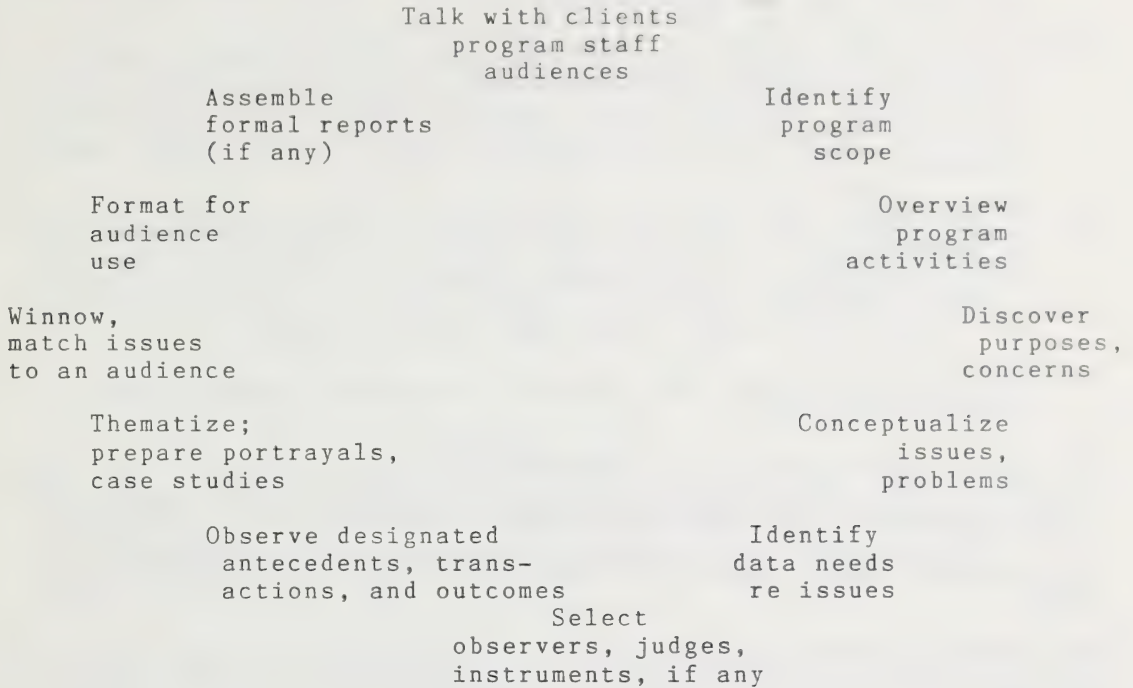 Talk with clients
program staff
audiences
Assemble
formal reports
(if any)
Identify
program
scope
Format for
audience
use
Overview
program
activities
Winnow,
match issues
to an audience
Discover
purposes,
concerns
Thematize;
prepare portrayals,
case studies
Conceptualize
issues,
problems
Observe designated
antecedents, trans-
actions, and outcomes
Identify
data needs
re issues
Select
observers, judges,
instruments, if any